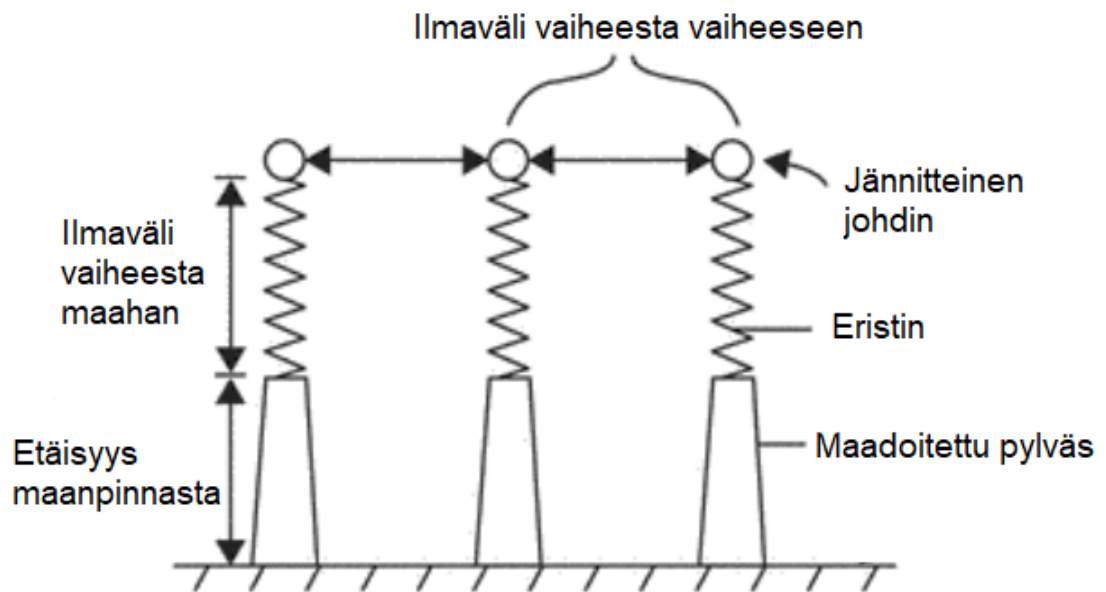 Ilmaväli vaiheesta vaiheeseen
Jännitteinen
johdin
Ilmaväli
vaiheesta
maahan
Eristin
Etäisyys
maanpinnasta
Maadoitettu pylväs